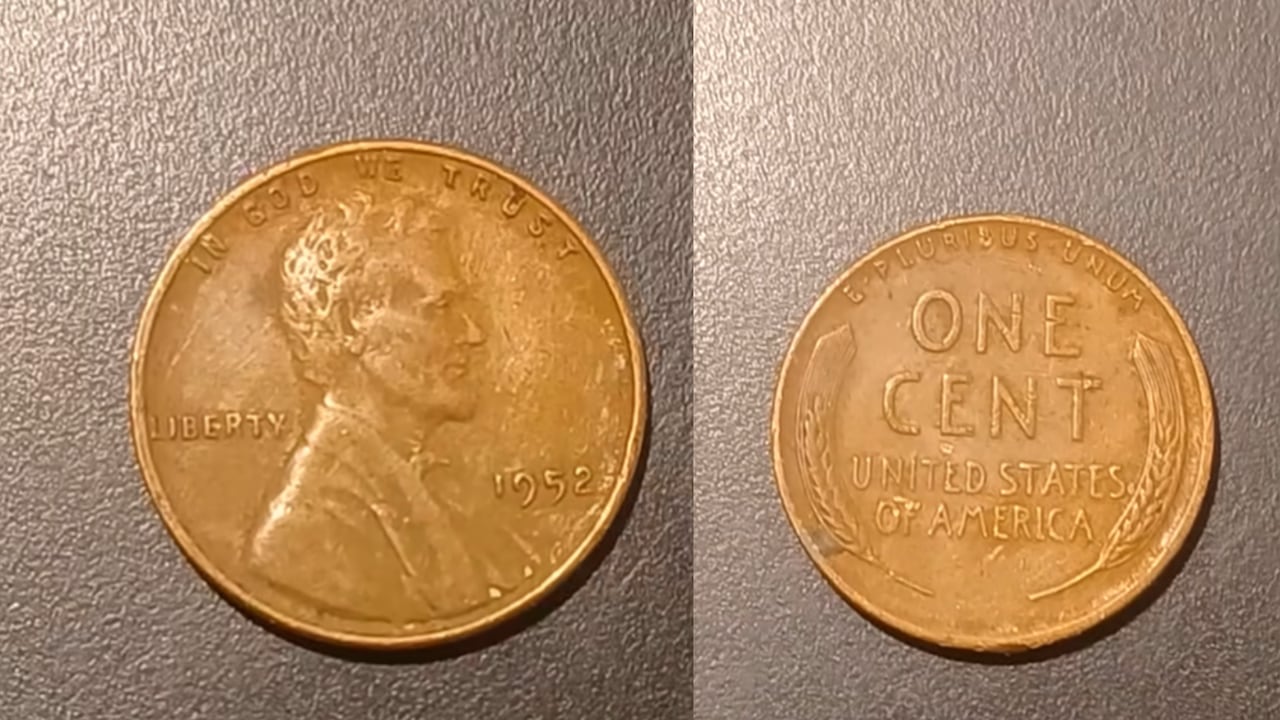 IN GOD WE TRUST
LIBERTY
1952
E·PLURIBUS·UNUM
ONE
CENT
UNITED STATES
OF AMERICA